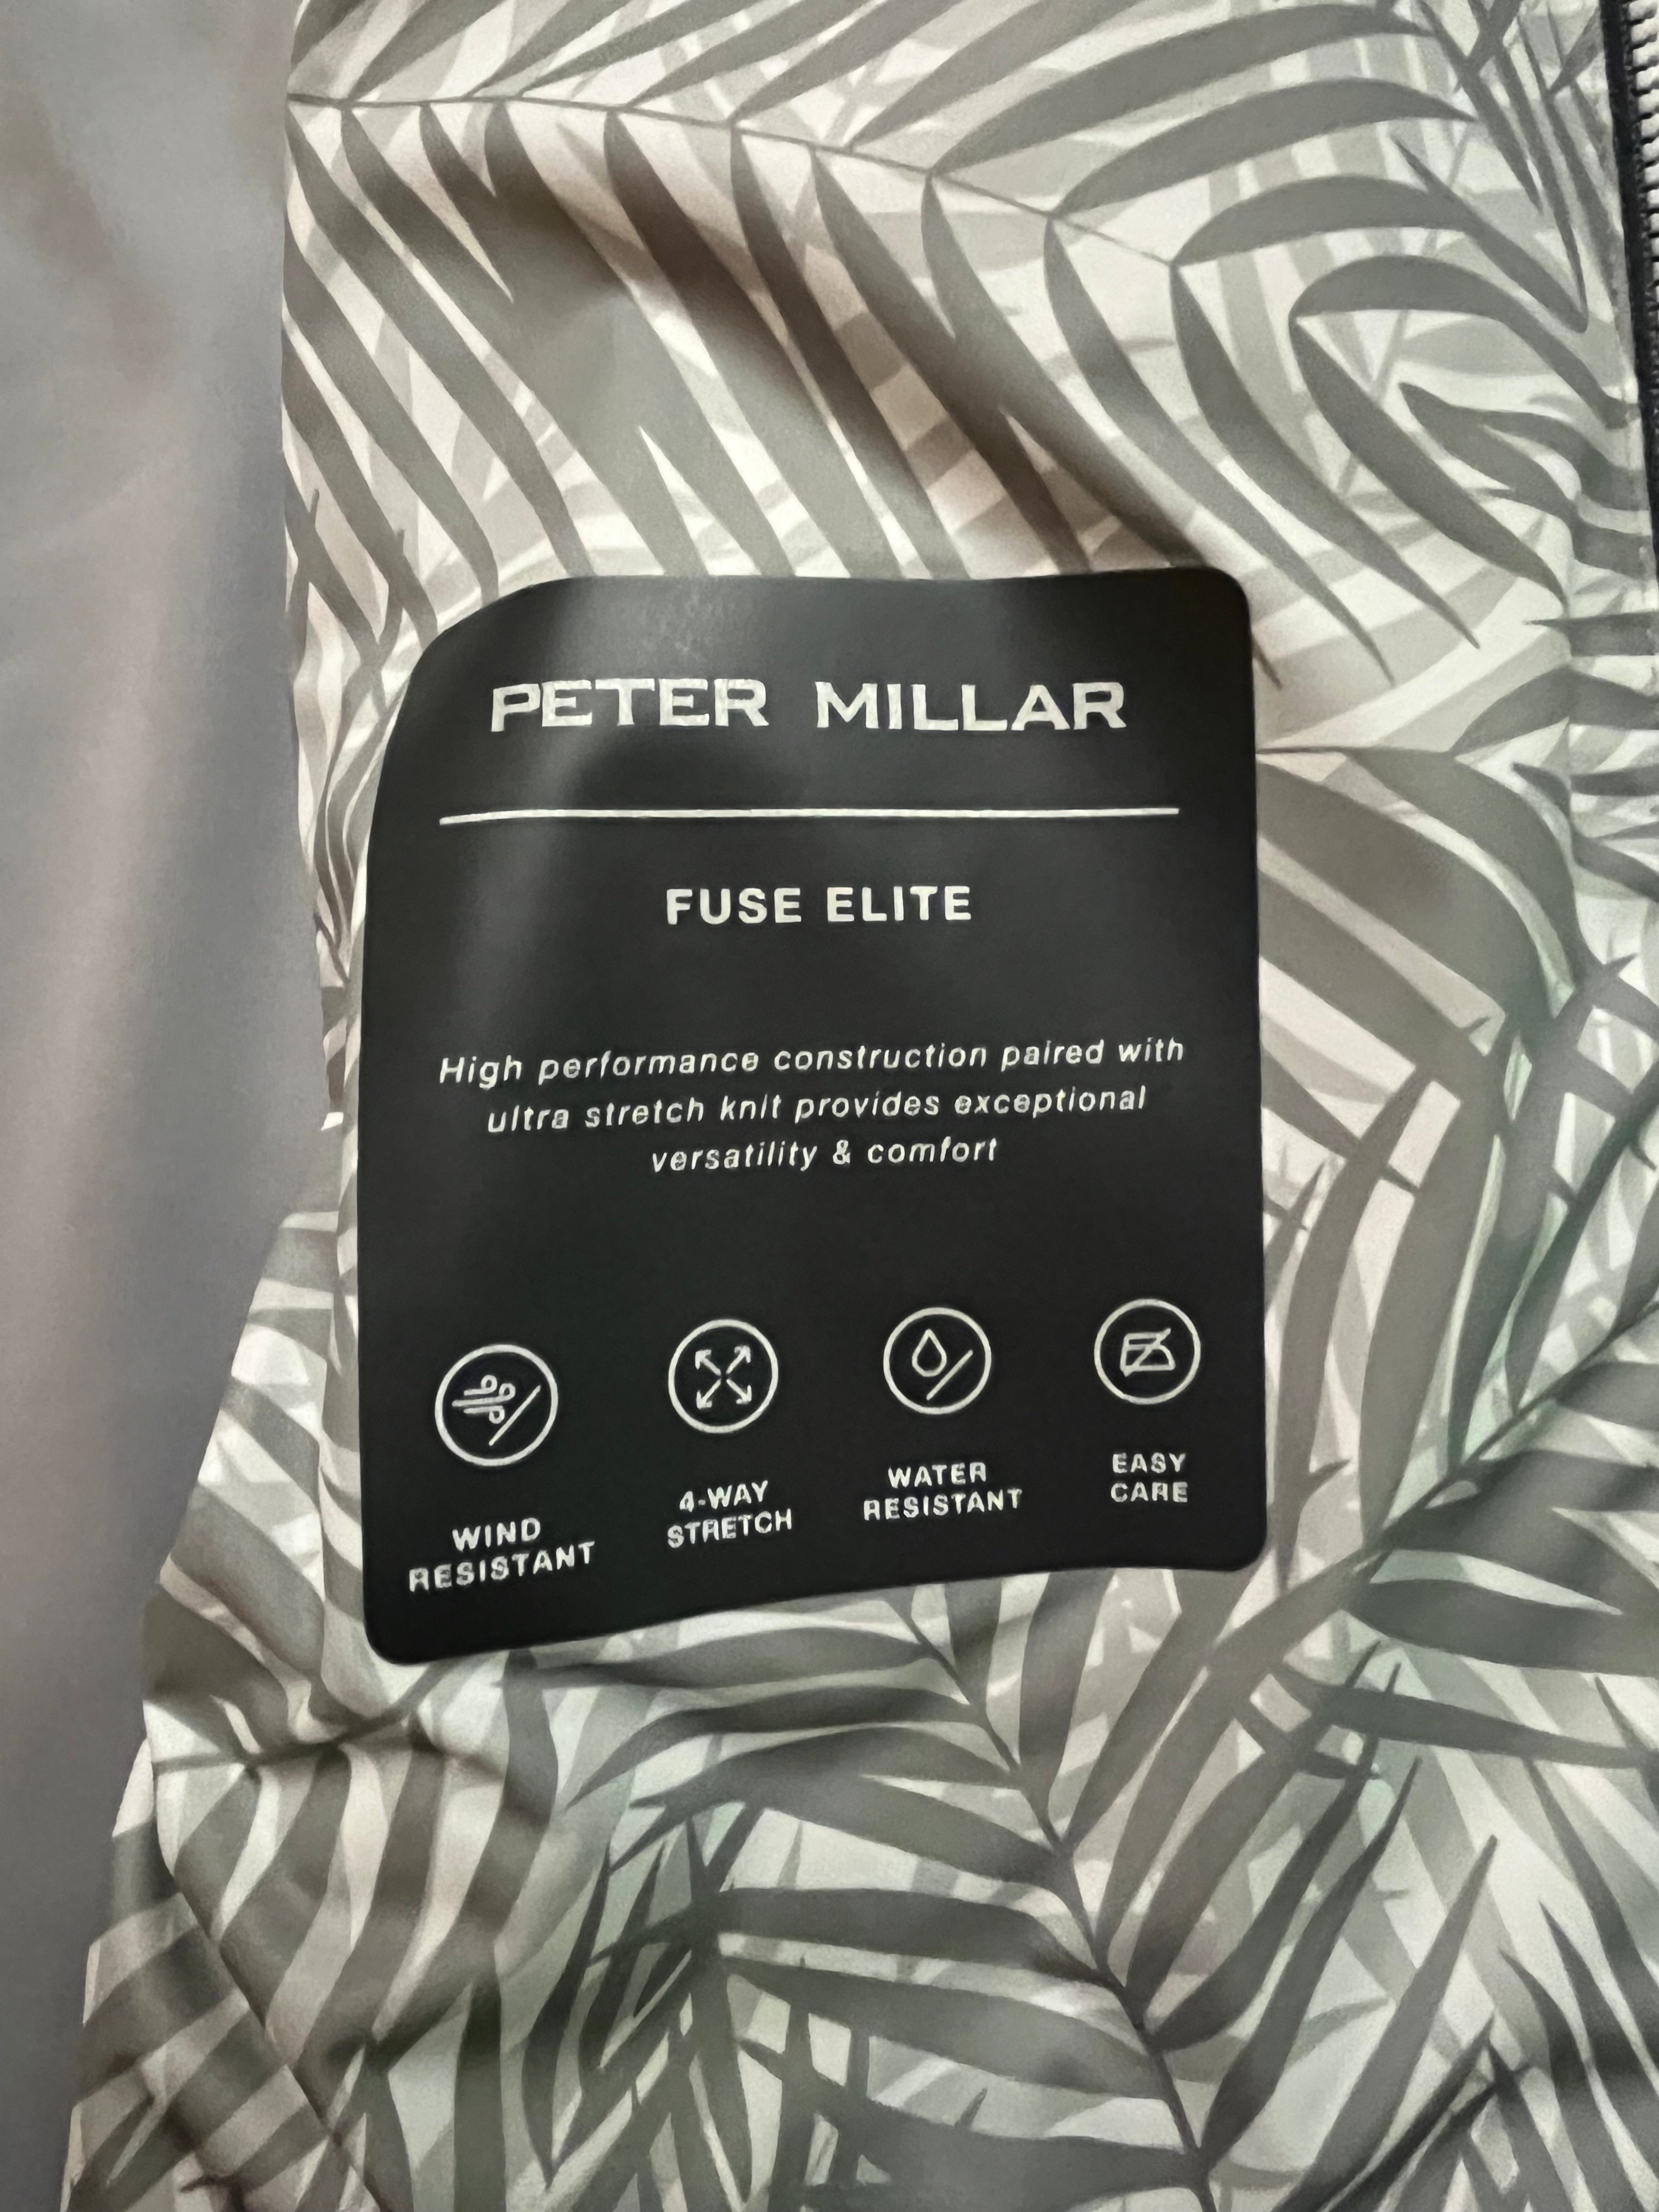 PETER MILLAR
FUSE ELITE
High performance construction paired with
ultra stretch knit provides exceptional
versatility & comfort
WIND
RESISTANT
4-WAY
STRETCH
WATER
RESISTANT
EASY
CARE